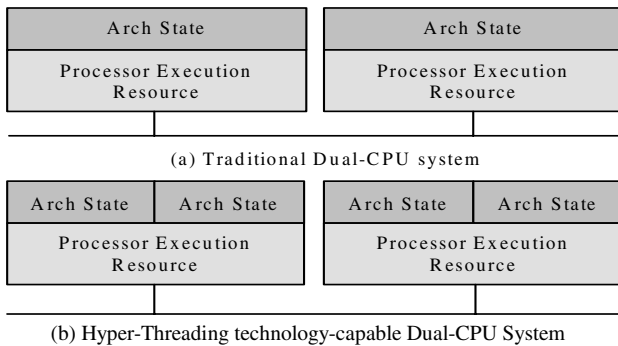 Arch State Arch State
Processor Execution Processor Execution
Resource Resource
(a) Traditional Dual-CPU system
Arch State Arch State Arch State Arch State
Processor Execution Processor Execution
Resource Resource
(b) Hyper-Threading technology-capable Dual-CPU System